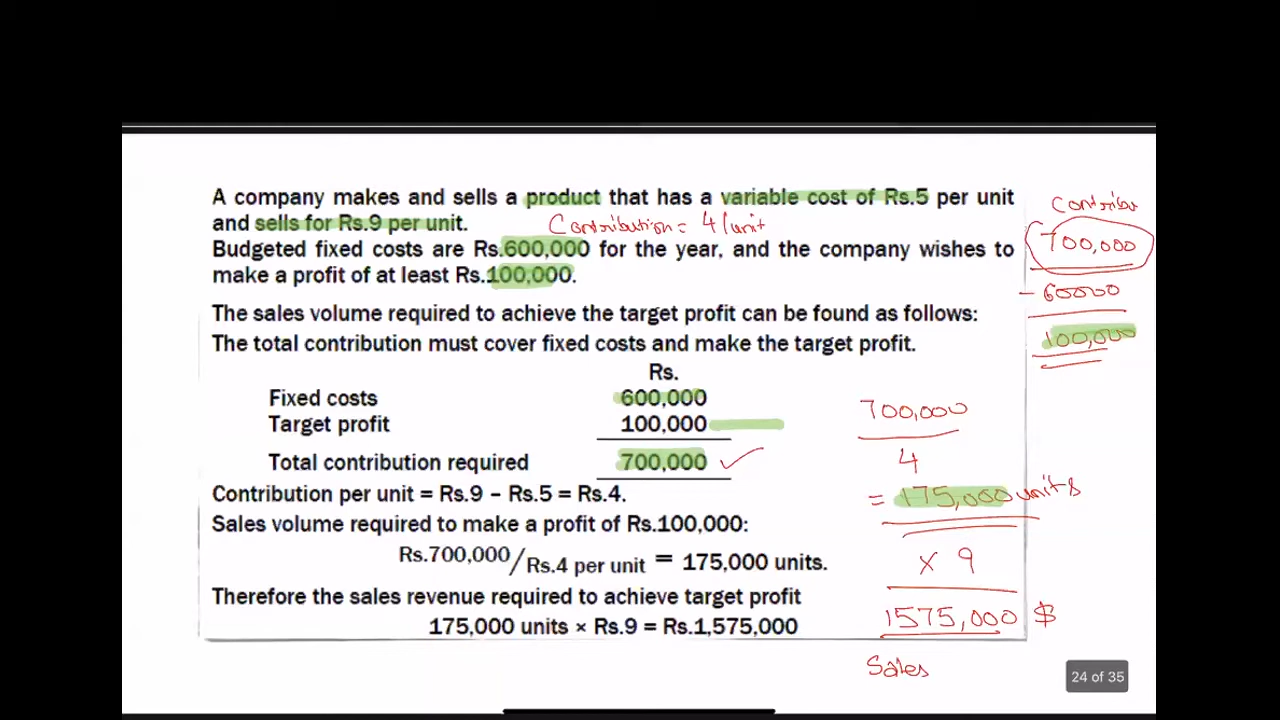 A company makes and sells a product that has a variable cost of Rs.5 per unit
and sells for Rs.9 per unit.
Contribution = 4/unit
Budgeted fixed costs are Rs.600,000 for the year, and the company wishes to
make a profit of at least Rs.100,000.
The sales volume required to achieve the target profit can be found as follows:
The total contribution must cover fixed costs and make the target profit.
Rs.
Fixed costs 600,000
Target profit 100,000
Total contribution required 700,000
Contribution per unit = Rs.9 – Rs.5 = Rs.4.
Sales volume required to make a profit of Rs.100,000:
Rs.700,000/Rs.4 per unit = 175,000 units.
Therefore the sales revenue required to achieve target profit
175,000 units × Rs.9 = Rs.1,575,000
Contribu
700,000
- 60000
100,000
700,000
4
= 175,000 units
x 9
1575,000 $
Sales
24 of 35